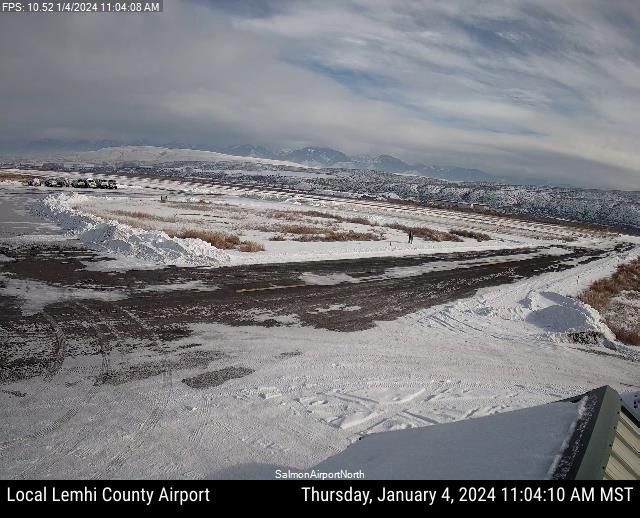 FPS: 10.52 1/4/2024 11:04:08 AM
SalmonAirportNorth
Local Lemhi County Airport Thursday, January 4, 2024 11:04:10 AM MST